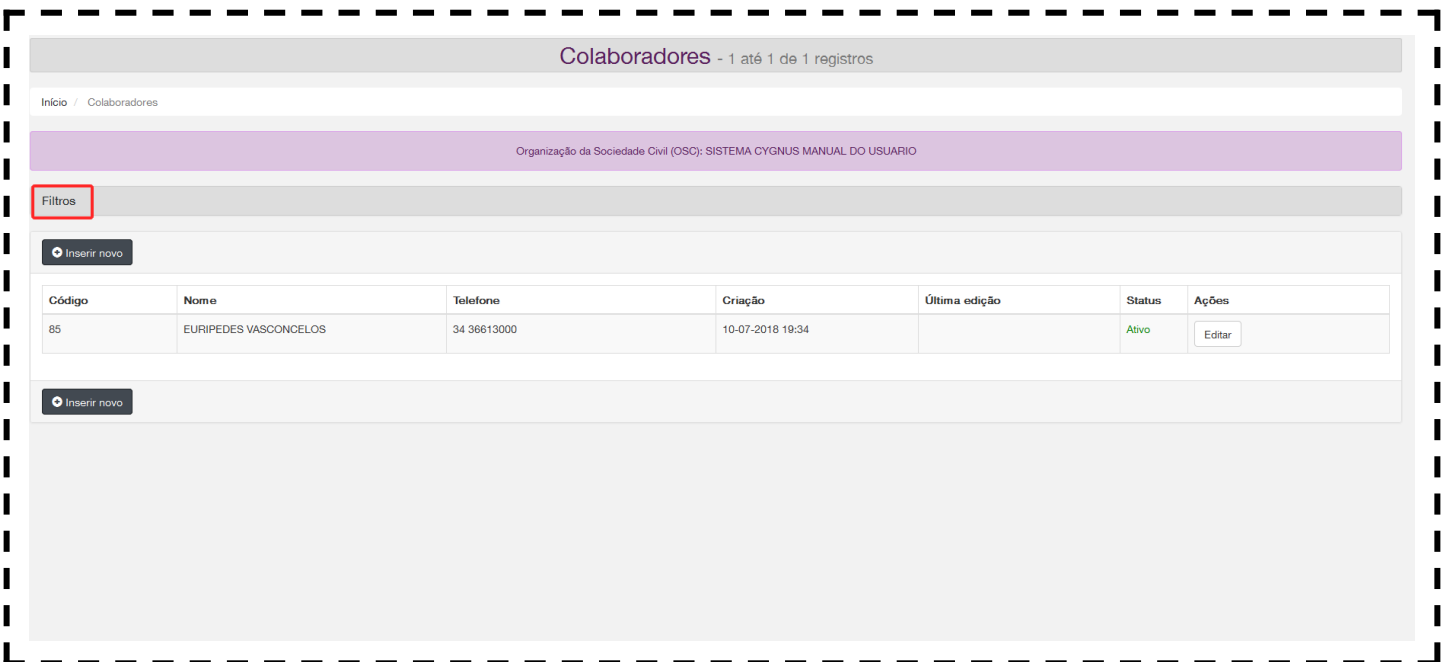 Colaboradores - 1 até 1 de 1 registros
Início / Colaboradores
Organização da Sociedade Civil (OSC): SISTEMA CYGNUS MANUAL DO USUARIO
Filtros
Inserir novo
Código Nome Telefone Criação Última edição Status Ações
85 EURIPEDES VASCONCELOS 34 36613000 10-07-2018 19:34 Ativo Editar
Inserir novo